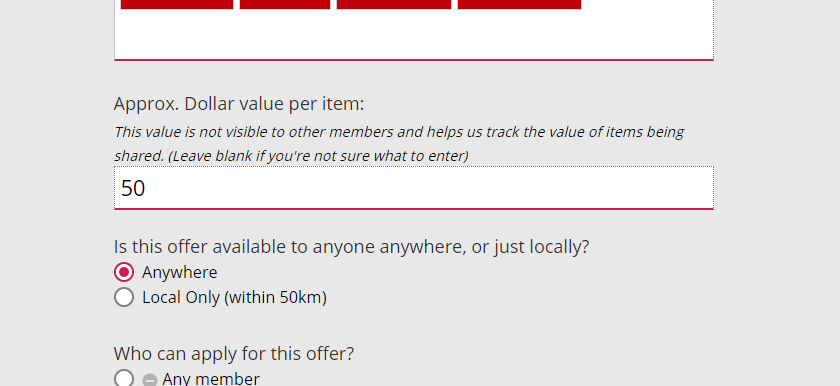 Approx. Dollar value per item:
This value is not visible to other members and helps us track the value of items being
shared. (Leave blank if you're not sure what to enter)
50
Is this offer available to anyone anywhere, or just locally?
Anywhere
Local Only (within 50km)
Who can apply for this offer?
Any member